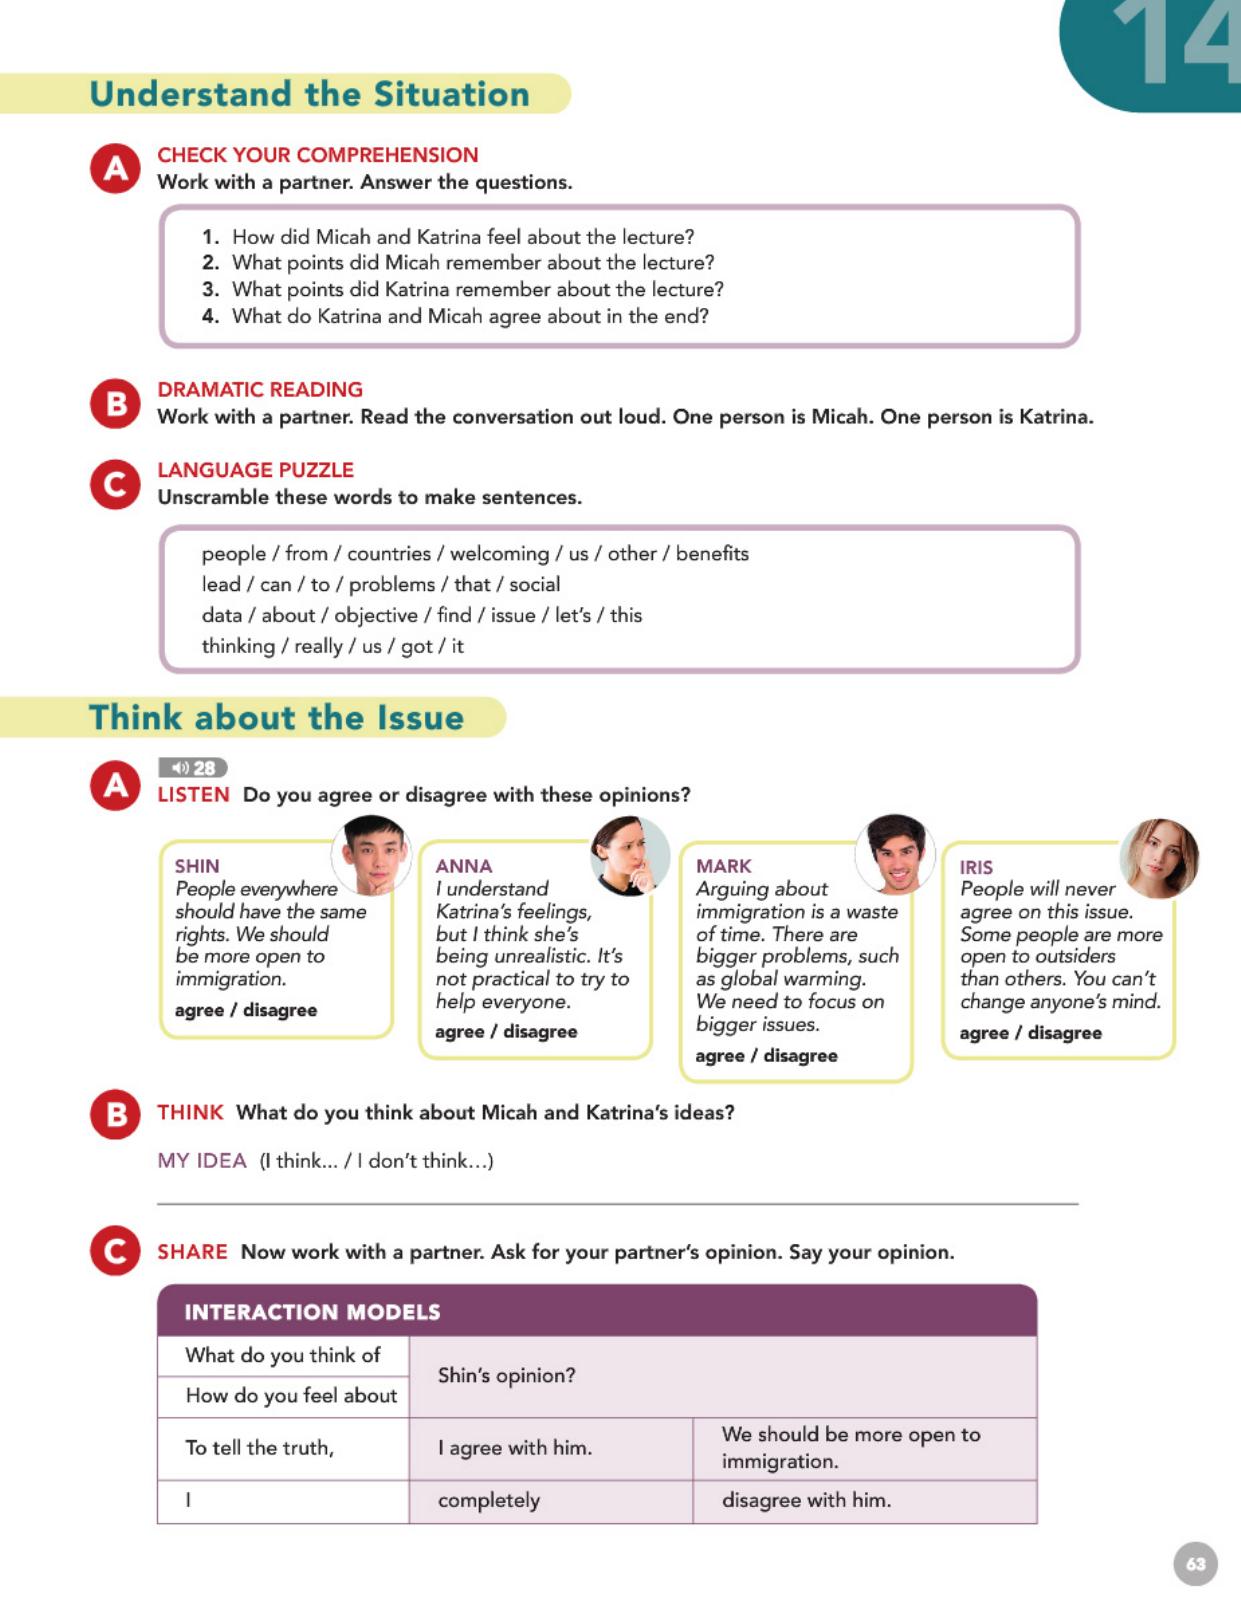 14
Understand the Situation
A
CHECK YOUR COMPREHENSION
Work with a partner. Answer the questions.
1. How did Micah and Katrina feel about the lecture?
2. What points did Micah remember about the lecture?
3. What points did Katrina remember about the lecture?
4. What do Katrina and Micah agree about in the end?
B
DRAMATIC READING
Work with a partner. Read the conversation out loud. One person is Micah. One person is Katrina.
C
LANGUAGE PUZZLE
Unscramble these words to make sentences.
people / from / countries / welcoming / us / other / benefits
lead / can / to / problems / that / social
data / about / objective / find / issue / let's / this
thinking / really / us / got / it
Think about the Issue
A
28
LISTEN Do you agree or disagree with these opinions?
SHIN
People everywhere
should have the same
rights. We should
be more open to
immigration.
agree / disagree
ANNA
I understand
Katrina's feelings,
but I think she's
being unrealistic. It's
not practical to try to
help everyone.
agree / disagree
MARK
Arguing about
immigration is a waste
of time. There are
bigger problems, such
as global warming.
We need to focus on
bigger issues.
agree / disagree
IRIS
People will never
agree on this issue.
Some people are more
open to outsiders
than others. You can't
change anyone's mind.
agree / disagree
B
THINK What do you think about Micah and Katrina's ideas?
MY IDEA (I think... / I don't think...)
C
SHARE Now work with a partner. Ask for your partner's opinion. Say your opinion.
INTERACTION MODELS
What do you think of
How do you feel about
Shin's opinion?
To tell the truth,
I agree with him.
We should be more open to
immigration.
I
completely
disagree with him.
63